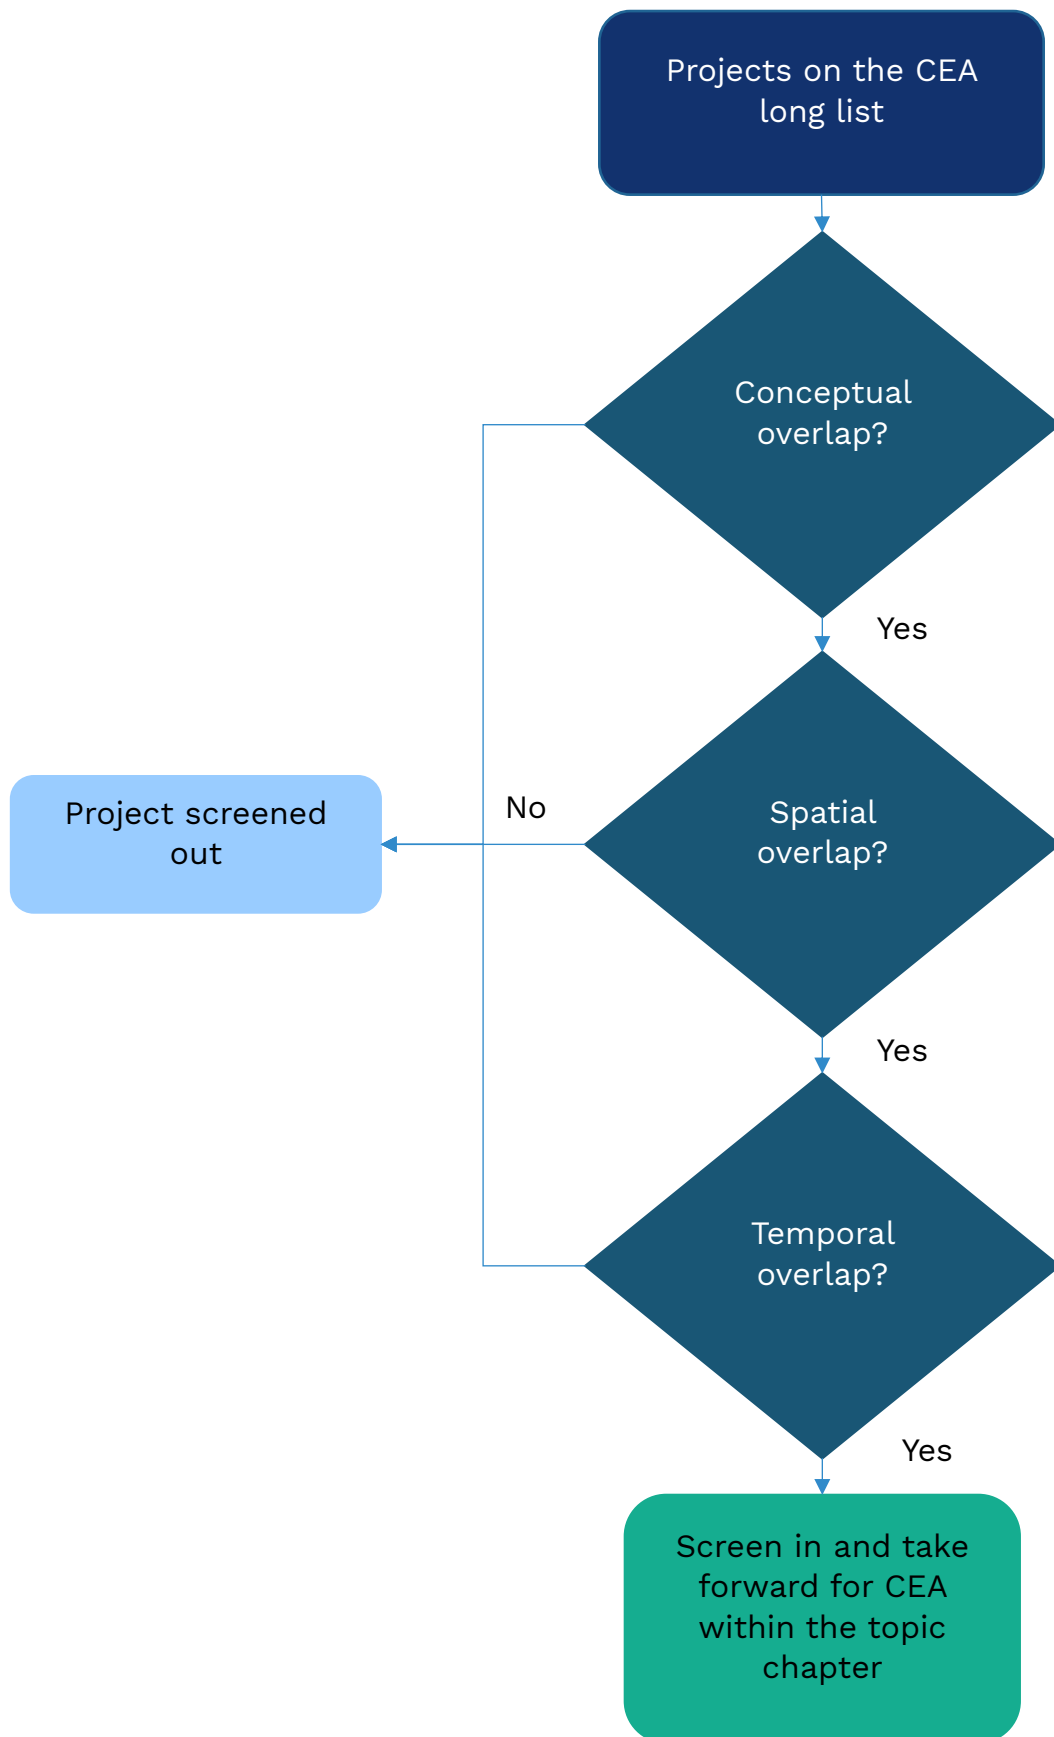 Projects on the CEA
long list
Conceptual
overlap?
Yes
Project screened
out
No
Spatial
overlap?
Yes
Temporal
overlap?
Yes
Screen in and take
forward for CEA
within the topic
chapter